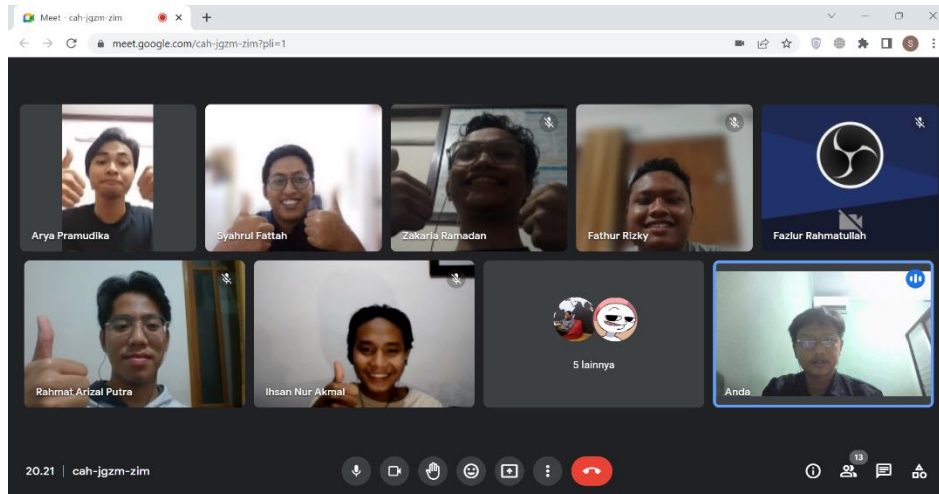 Meet - cah-jgzm-zim
meet.google.com/cah-jgzm-zim?pli=1
S
Arya Pramudika
Syahrul Fattah
Zakaria Ramadan
Fathur Rizky
Fazlur Rahmatullah
Rahmat Arizal Putra
Ihsan Nur Akmal
5 lainnya
Anda
20.21 | cah-jgzm-zim
13